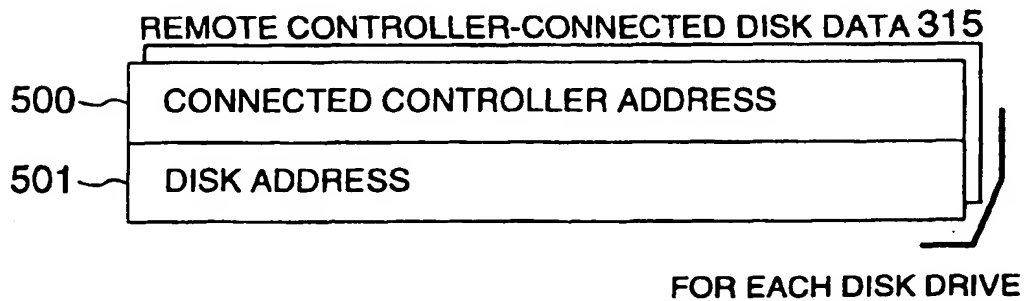 REMOTE CONTROLLER-CONNECTED DISK DATA 315
500 CONNECTED CONTROLLER ADDRESS
501 DISK ADDRESS
FOR EACH DISK DRIVE